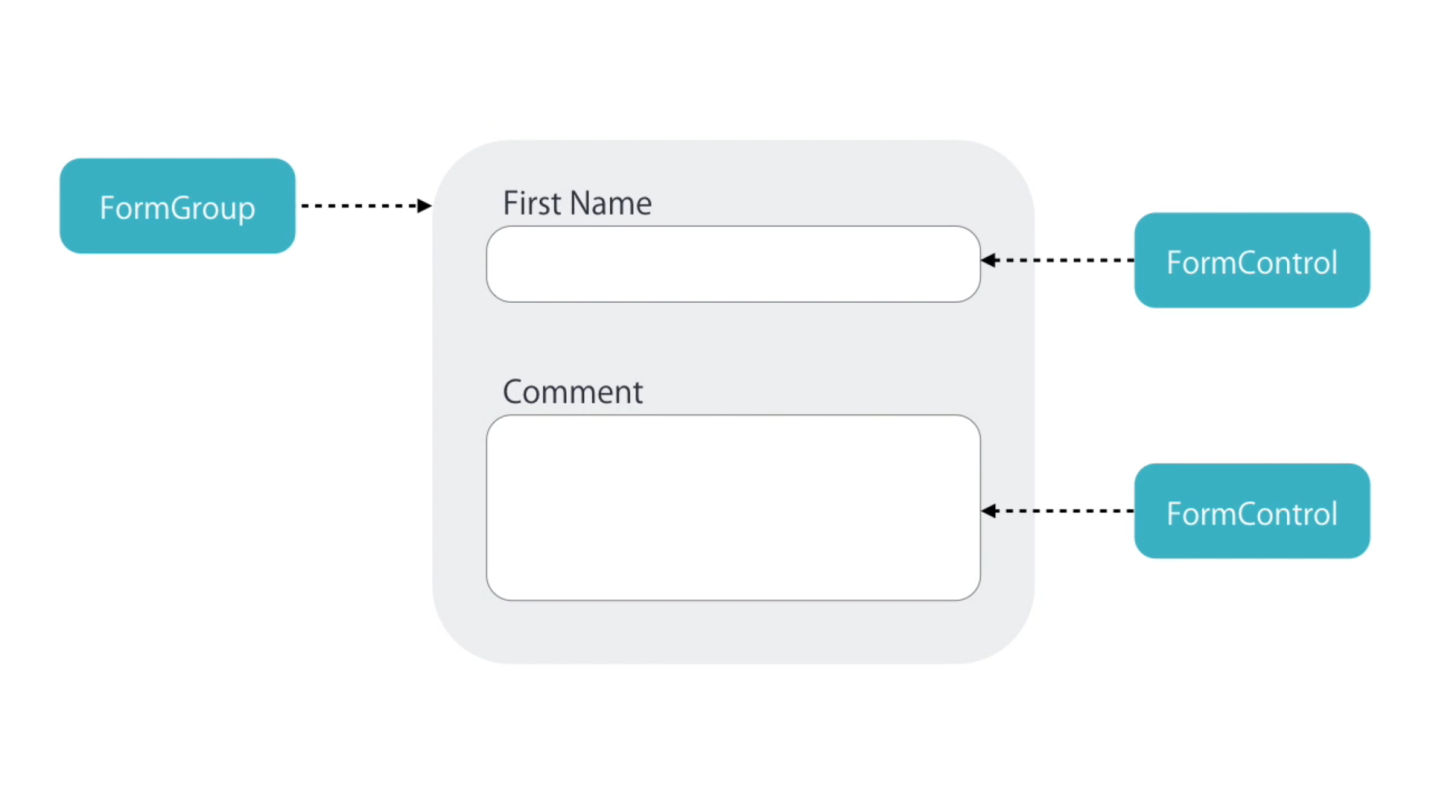 FormGroup
First Name
FormControl
Comment
FormControl